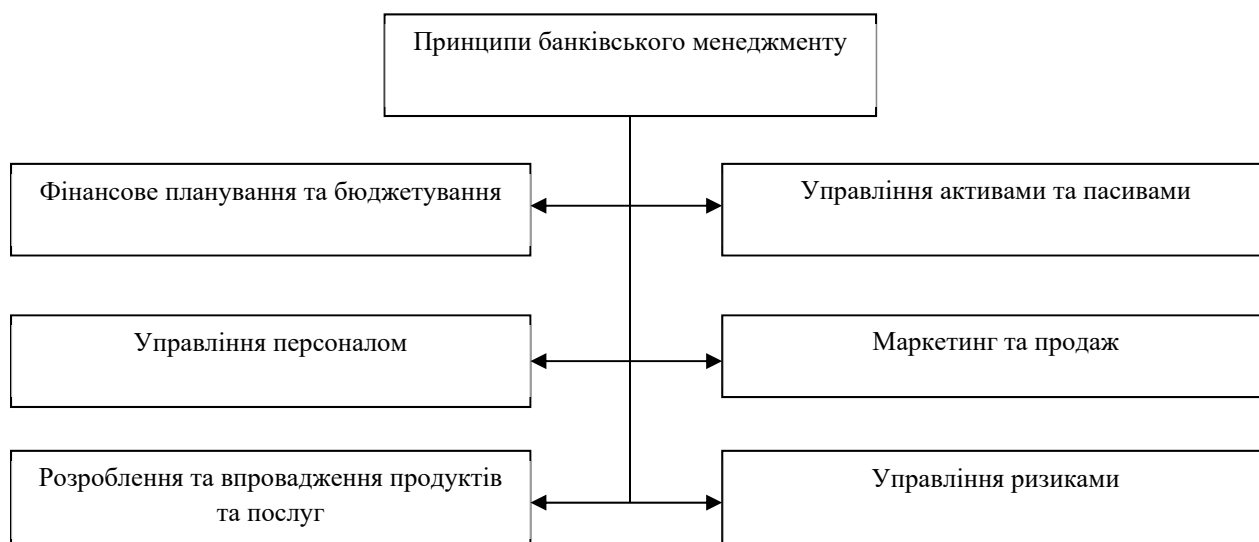 Принципи банківського менеджменту
Фінансове планування та бюджетування
Управління активами та пасивами
Управління персоналом
Маркетинг та продаж
Розроблення та впровадження продуктів
та послуг
Управління ризиками